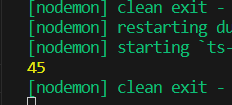 [nodemon] clean exit -
[nodemon] restarting du
[nodemon] starting `ts-
45
[nodemon] clean exit -